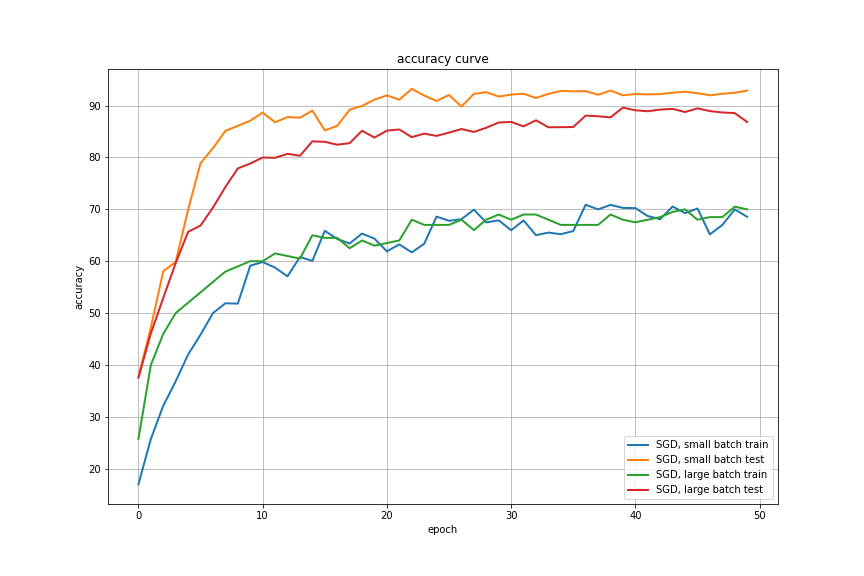 accuracy curve
accuracy
90
80
70
60
50
40
30
20
0
10
20
30
40
50
epoch
SGD, small batch train
SGD, small batch test
SGD, large batch train
SGD, large batch test